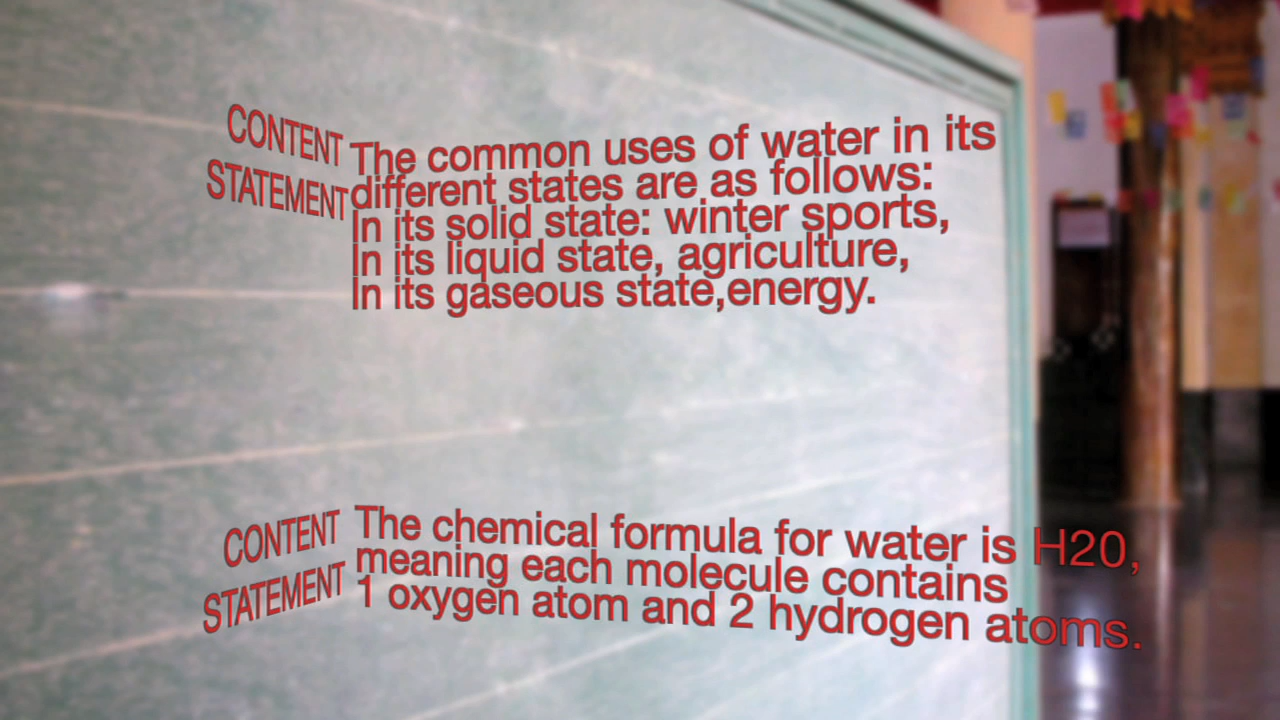 CONTENT
STATEMENT
The common uses of water in its
different states are as follows:
In its solid state: winter sports,
In its liquid state, agriculture,
In its gaseous state,energy.
CONTENT
STATEMENT
The chemical formula for water is H20,
meaning each molecule contains
1 oxygen atom and 2 hydrogen atoms.